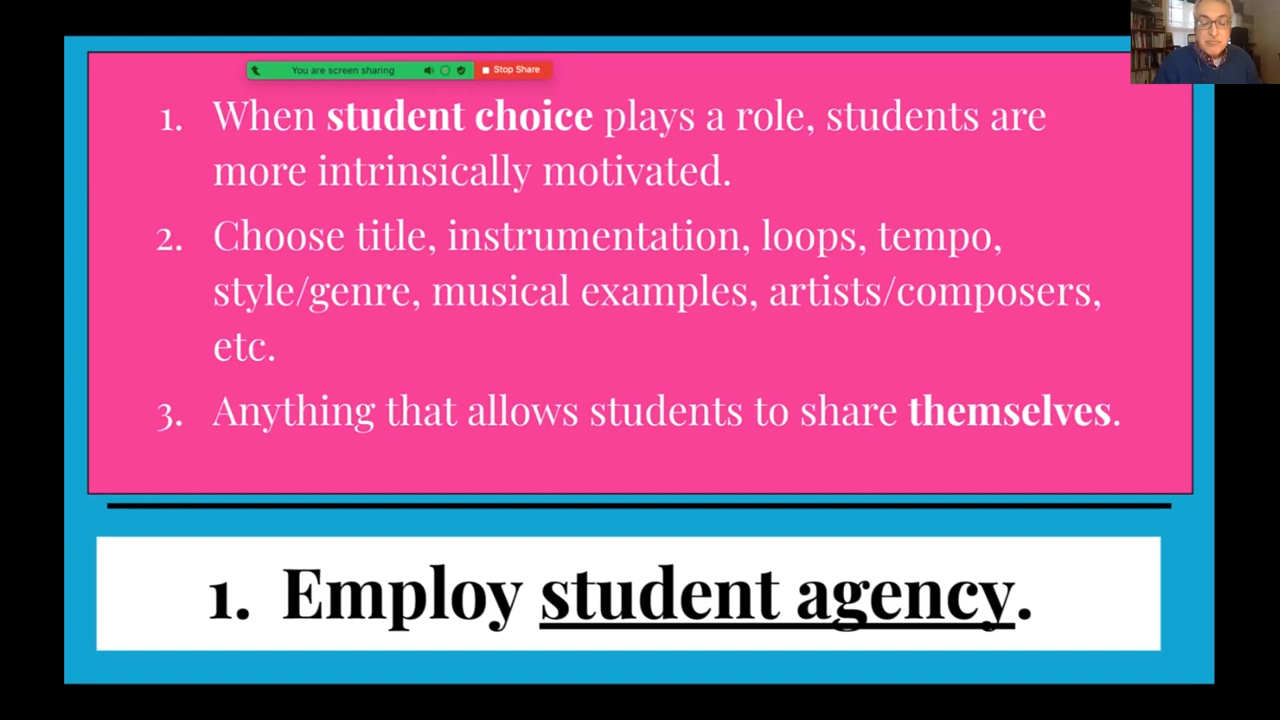 You are screen sharing
Stop Share
1. When student choice plays a role, students are
more intrinsically motivated.
2. Choose title, instrumentation, loops, tempo,
style/genre, musical examples, artists/composers,
etc.
3. Anything that allows students to share themselves.
1. Employ student agency.